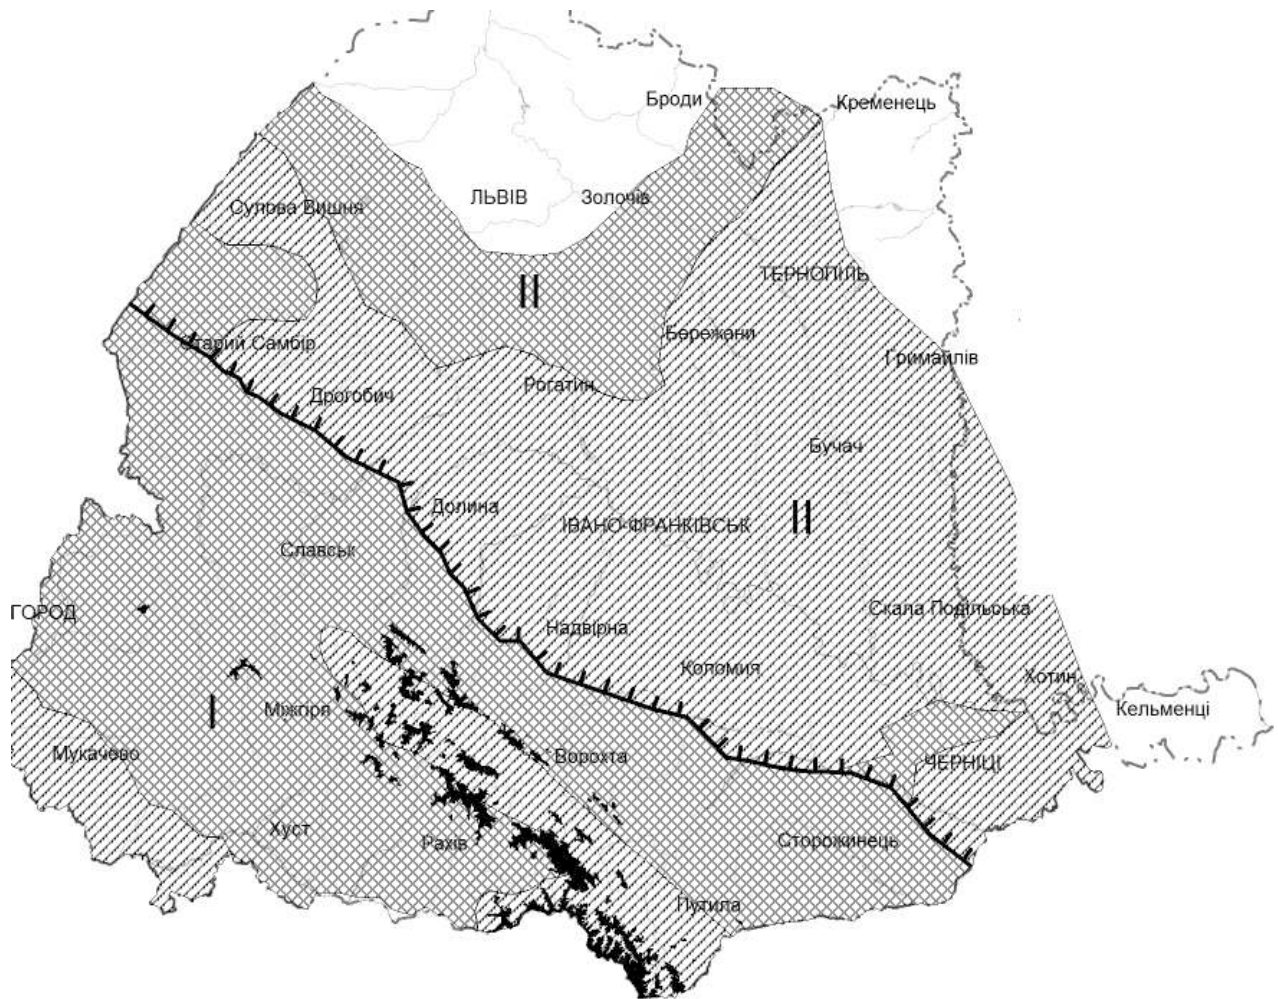 Броди
Кременець
ЛЬВІВ
Золочів
Судова Вишня
ТЕРНОПІЛЬ
II
Бережани
Старий Самбір
Гримайлів
Рогатин
Дрогобич
Бучач
Долина
ІВАНО-ФРАНКІВСЬК
II
Славськ
ГОРОД
Скала Подільська
Надвірна
Коломия
Хотин
I
Міжгіря
Кельменці
Мукачево
Ворохта
ЧЕРНІЦІ
Хуст
Рахів
Сторожинець
Путила